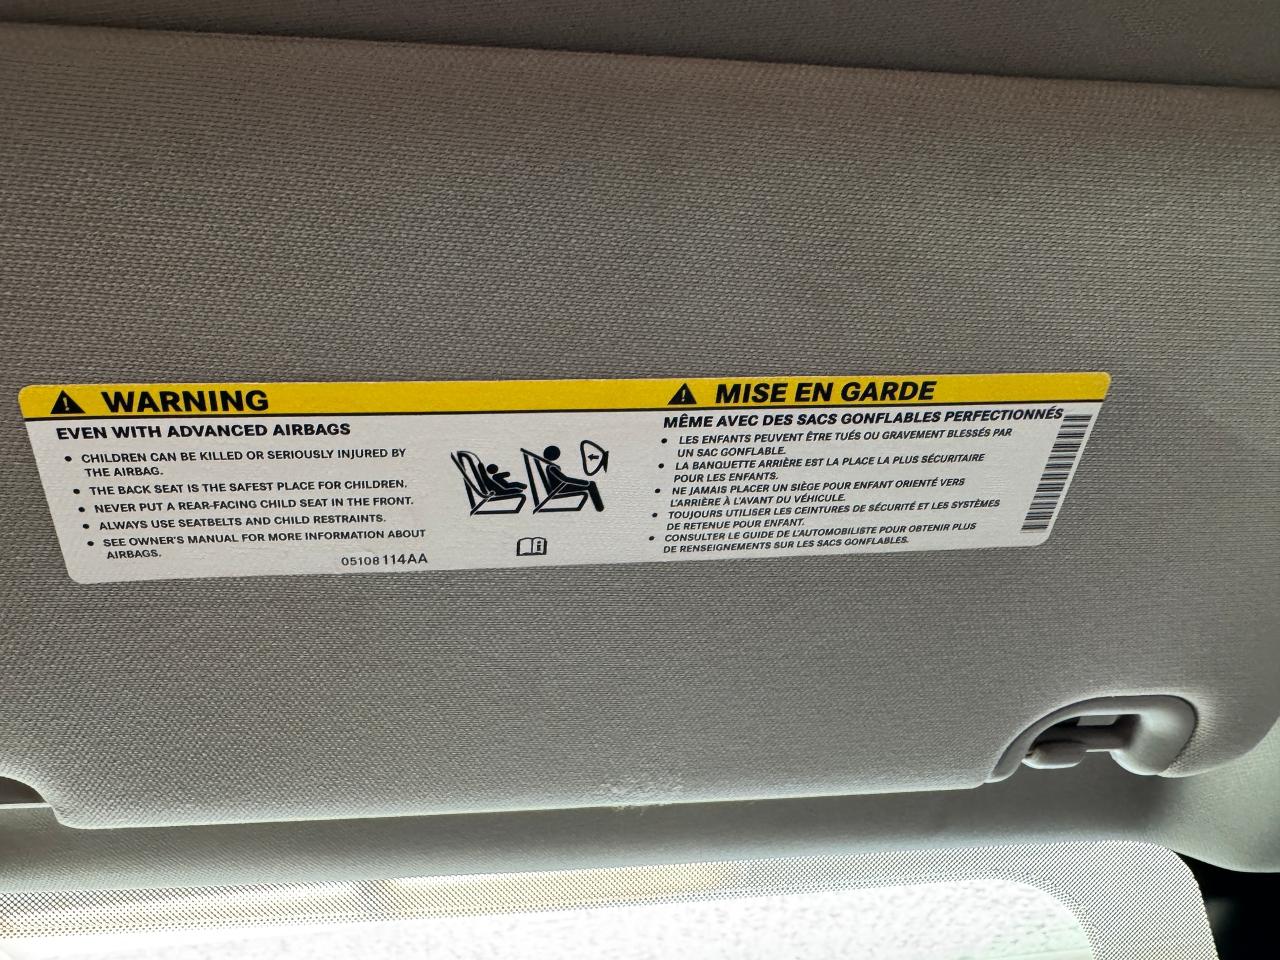 WARNING
EVEN WITH ADVANCED AIRBAGS
• CHILDREN CAN BE KILLED OR SERIOUSLY INJURED BY
THE AIRBAG.
• THE BACK SEAT IS THE SAFEST PLACE FOR CHILDREN.
• NEVER PUT A REAR-FACING CHILD SEAT IN THE FRONT.
• ALWAYS USE SEATBELTS AND CHILD RESTRAINTS.
• SEE OWNER'S MANUAL FOR MORE INFORMATION ABOUT
AIRBAGS.
05108114AA
MISE EN GARDE
MÊME AVEC DES SACS GONFLABLES PERFECTIONNÉS
• LES ENFANTS PEUVENT ÊTRE TUÉS OU GRAVEMENT BLESSÉS PAR
UN SAC GONFLABLE.
• LA BANQUETTE ARRIÈRE EST LA PLACE LA PLUS SÉCURITAIRE
POUR LES ENFANTS.
• NE JAMAIS PLACER UN SIÈGE POUR ENFANT ORIENTÉ VERS
L'ARRIÈRE À L'AVANT DU VÉHICULE.
• TOUJOURS UTILISER LES CEINTURES DE SÉCURITÉ ET LES SYSTÈMES
DE RETENUE POUR ENFANT.
• CONSULTER LE GUIDE DE L'AUTOMOBILISTE POUR OBTENIR PLUS
DE RENSEIGNEMENTS SUR LES SACS GONFLABLES.